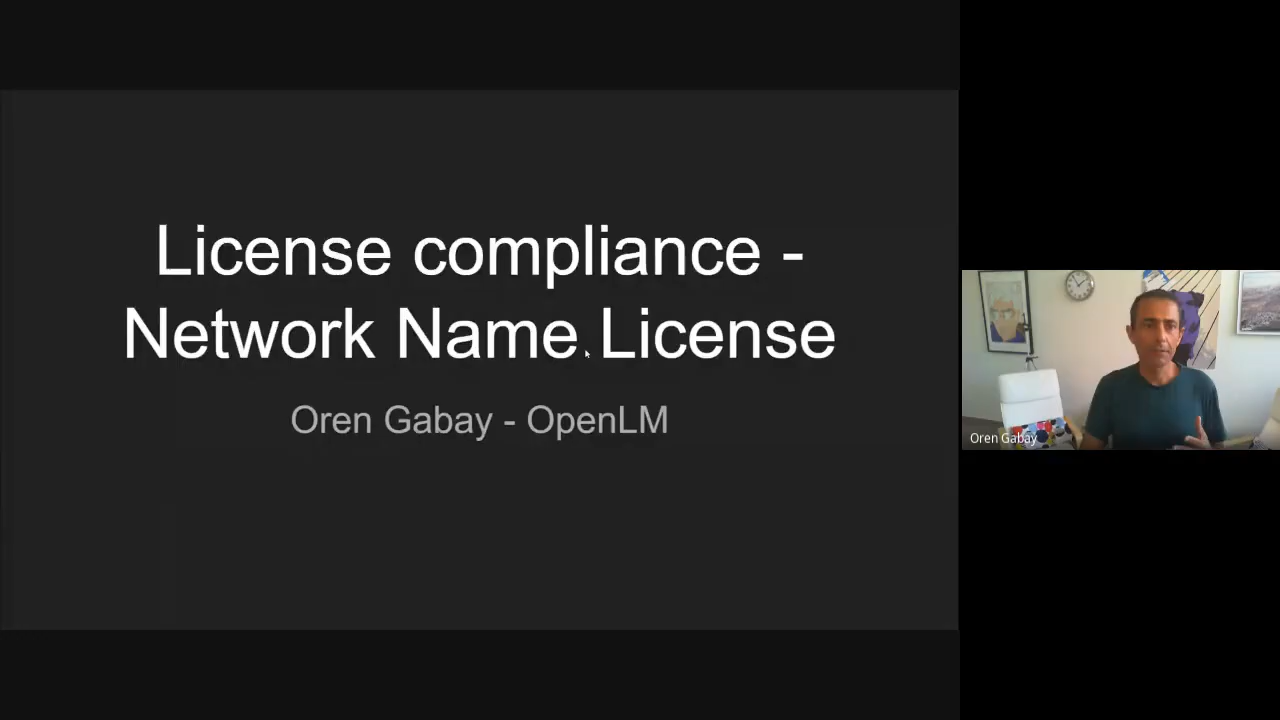 License compliance -
Network Name License
Oren Gabay - OpenLM
Oren Gabay